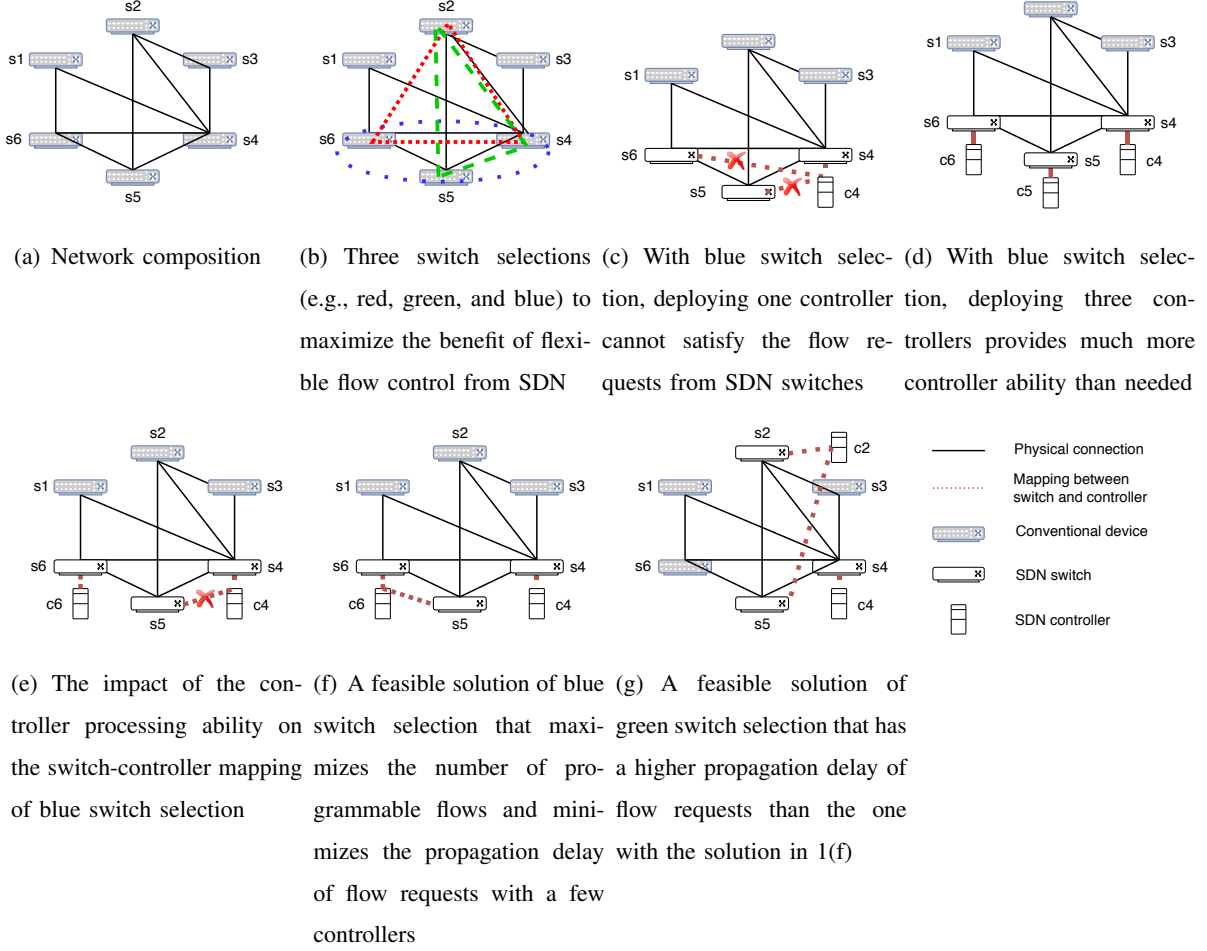 s2
s1
s3
s6
s4
s5
(a) Network composition
s2
s1
s3
s6
s4
s5
(b) Three switch selections
(e.g., red, green, and blue) to
maximize the benefit of flexi-
ble flow control from SDN
s1
s3
s6
s4
s5
c4
(c) With blue switch selec-
tion, deploying one controller
cannot satisfy the flow re-
quests from SDN switches
s1
s3
s6
s4
s5
c6
c4
c5
(d) With blue switch selec-
tion, deploying three con-
trollers provides much more
controller ability than needed
s2
s1
s3
s6
s4
c6
c4
s5
(e) The impact of the con-
troller processing ability on
the switch-controller mapping
of blue switch selection
s2
s1
s3
s6
s4
c6
c4
s5
(f) A feasible solution of blue
switch selection that maxi-
mizes the number of pro-
grammable flows and mini-
mizes the propagation delay
of flow requests with a few
controllers
s2
c2
s1
s3
s6
s4
s5
c4
(g) A feasible solution of
green switch selection that has
a higher propagation delay of
flow requests than the one
with the solution in 1(f)
Physical connection
Mapping between
switch and controller
Conventional device
SDN switch
SDN controller